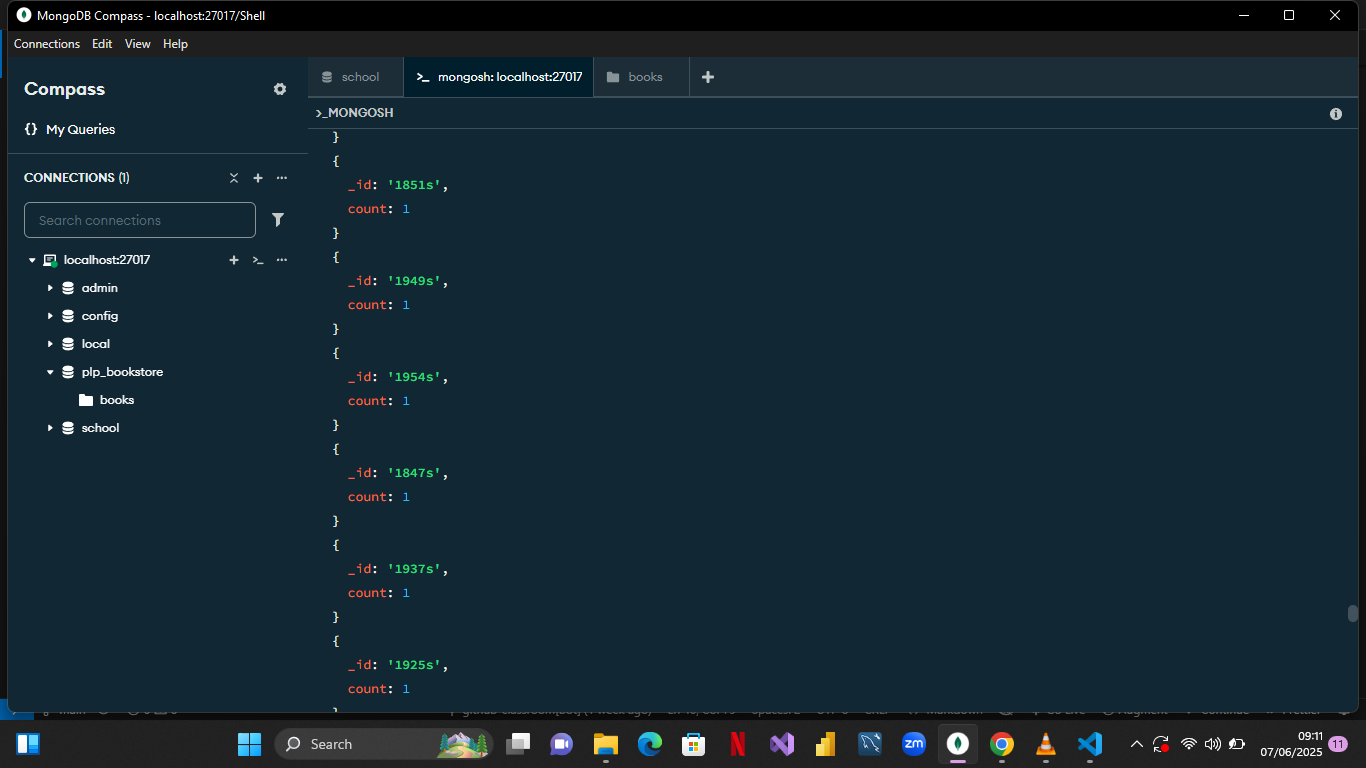 MongoDB Compass - localhost:27017/Shell
Connections Edit View Help
Compass
{} My Queries
CONNECTIONS (1)
Search connections
localhost:27017
admin
config
local
plp_bookstore
books
school
school
>_ mongosh: localhost:27017
books
>_MONGOSH
}
{
_id: '1851s',
count: 1
}
{
_id: '1949s',
count: 1
}
{
_id: '1954s',
count: 1
}
{
_id: '1847s',
count: 1
}
{
_id: '1937s',
count: 1
}
{
_id: '1925s',
count: 1
Search
zm
09:11
07/06/2025
11